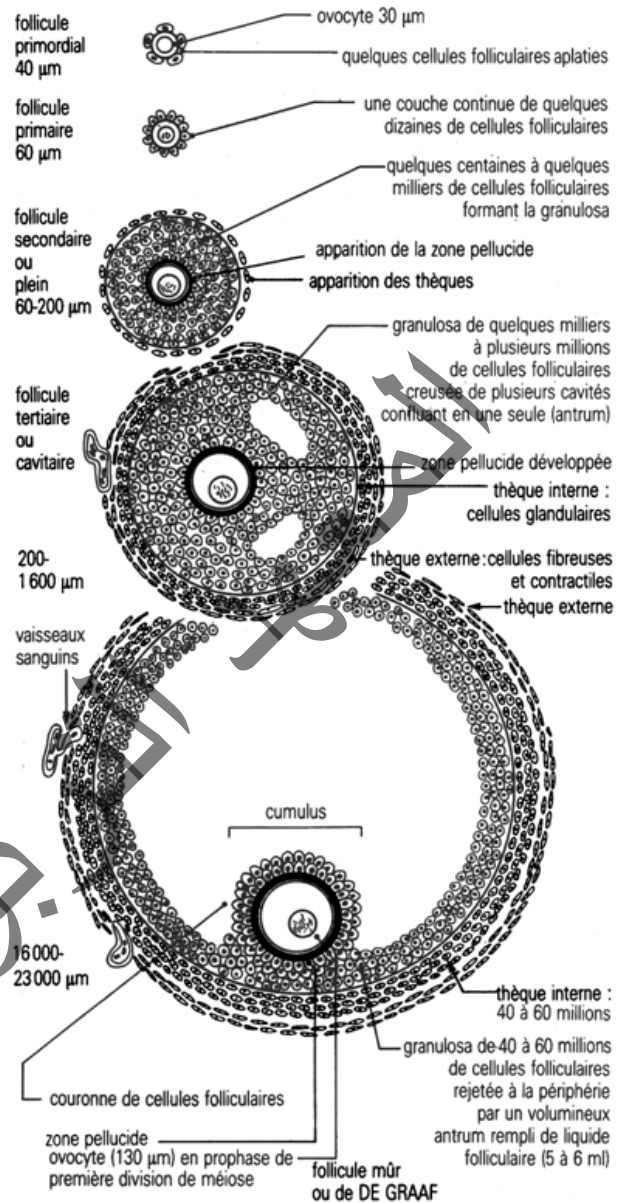 follicule
primordial
40 µm
ovocyte 30 µm
quelques cellules folliculaires aplaties
follicule
primaire
60 µm
une couche continue de quelques
dizaines de cellules folliculaires
quelques centaines à quelques
milliers de cellules folliculaires
formant la granulosa
follicule
secondaire
ou
plein
60-200 µm
apparition de la zone pellucide
apparition des thèques
granulosa de quelques milliers
à plusieurs millions
de cellules folliculaires
creusée de plusieurs cavités
confluant en une seule (antrum)
follicule
tertiaire
ou
cavitaire
zone pellucide développée
thèque interne :
cellules glandulaires
200-
1 600 µm
thèque externe : cellules fibreuses
et contractiles
thèque externe
vaisseaux
sanguins
cumulus
16 000-
23 000 µm
thèque interne :
40 à 60 millions
granulosa de 40 à 60 millions
de cellules folliculaires
rejetée à la périphérie
par un volumineux
antrum rempli de liquide
folliculaire (5 à 6 ml)
couronne de cellules folliculaires
zone pellucide
ovocyte (130 µm) en prophase de
première division de méiose
follicule mûr
ou de DE GRAAF